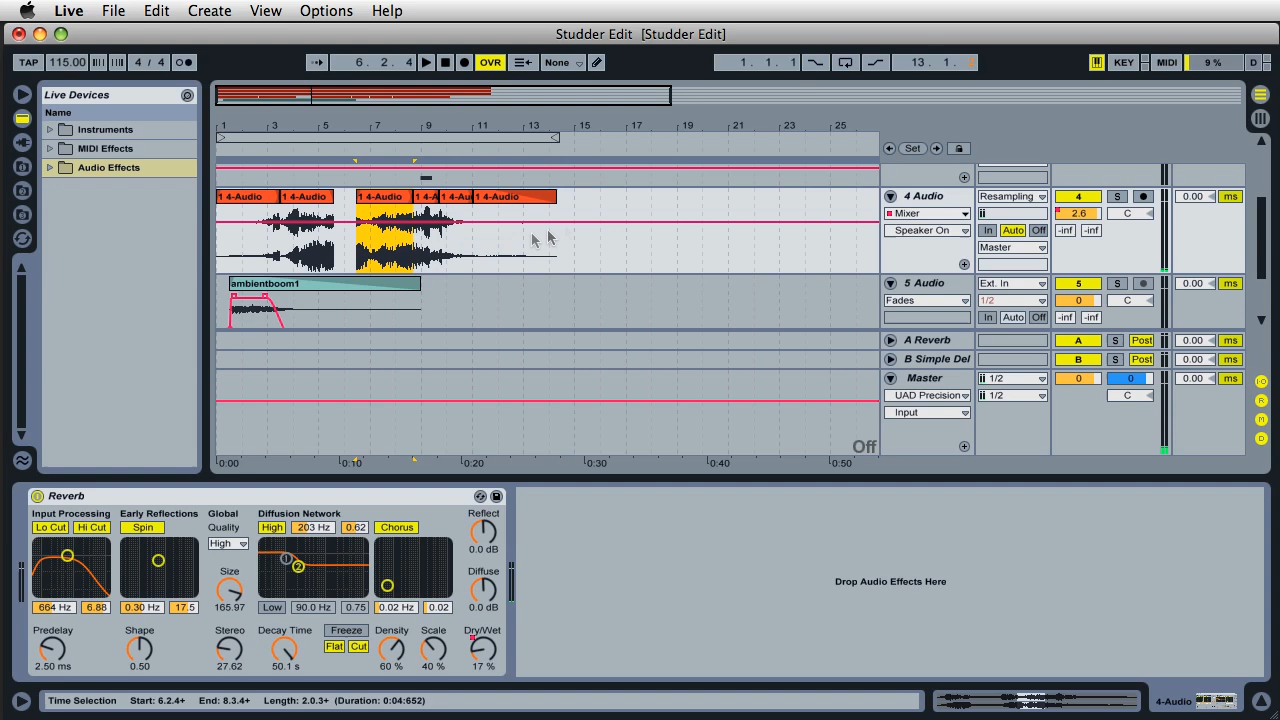 Live File Edit Create View Options Help
Studder Edit [Studder Edit]
TAP 115.00 4 / 4 6. 2. 4 OVR None 1. 1. 1 13. 1. KEY MIDI 9 % D
Live Devices
Name
Instruments
MIDI Effects
Audio Effects
1 3 5 7 9 11 13 15 17 19 21 23 25
Set
1 4-Audio 1 4-Audio 1 4-Audio 1 4-A 1 4-Au 1 4-Audio
4 Audio Resampling 4 S 0.00 ms
Mixer 2.6 C
Speaker On In Auto Off -inf -inf
Master
ambientboom1
5 Audio Ext. In 5 S 0.00 ms
Fades 1/2 0 C
In Auto Off -inf -inf
A Reverb A S Post 0.00 ms
B Simple Del B S Post 0.00 ms
Master 1/2 0 0 0.00 ms
UAD Precision 1/2 C
Input
Off
0:00 0:10 0:20 0:30 0:40 0:50
Reverb
Input Processing Early Reflections Global Diffusion Network Reflect
Lo Cut Hi Cut Spin Quality High 203 Hz 0.62 Chorus
High
0.0 dB
1
2
Size Diffuse
165.97
664 Hz 6.88 0.30 Hz 17.5 Low 90.0 Hz 0.75 0.02 Hz 0.02 0.0 dB
Predelay Shape Stereo Decay Time Freeze Density Scale Dry/Wet
Flat Cut
2.50 ms 0.50 27.62 50.1 s 60 % 40 % 17 %
Drop Audio Effects Here
Time Selection Start: 6.2.4+ End: 8.3.4+ Length: 2.0.3+ (Duration: 0:04:652)
4-Audio